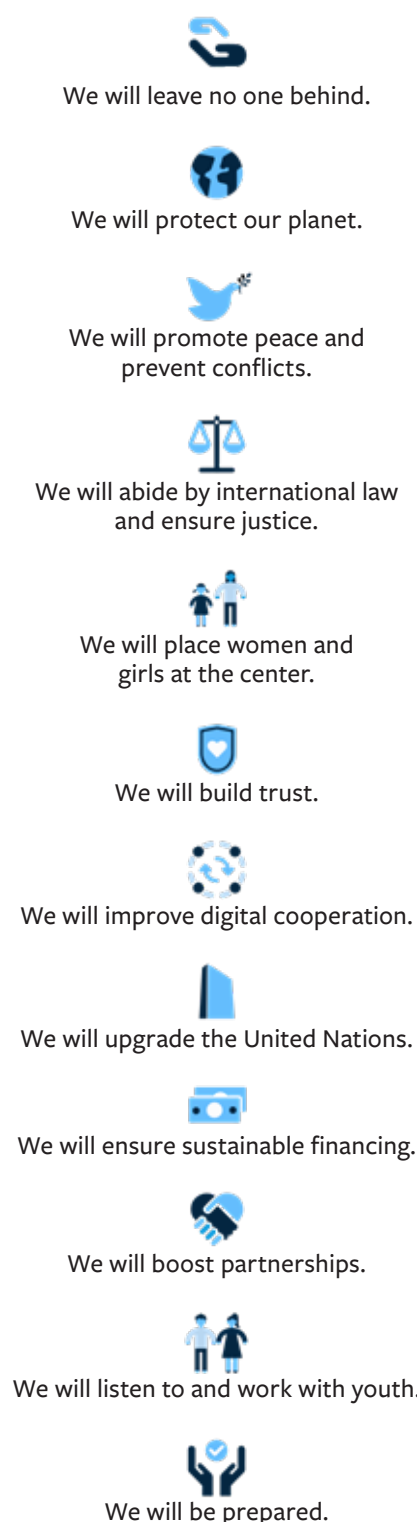 We will leave no one behind.
We will protect our planet.
We will promote peace and
prevent conflicts.
We will abide by international law
and ensure justice.
We will place women and
girls at the center.
We will build trust.
We will improve digital cooperation.
We will upgrade the United Nations.
We will ensure sustainable financing.
We will boost partnerships.
We will listen to and work with youth.
We will be prepared.